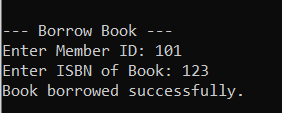 --- Borrow Book ---
Enter Member ID: 101
Enter ISBN of Book: 123
Book borrowed successfully.